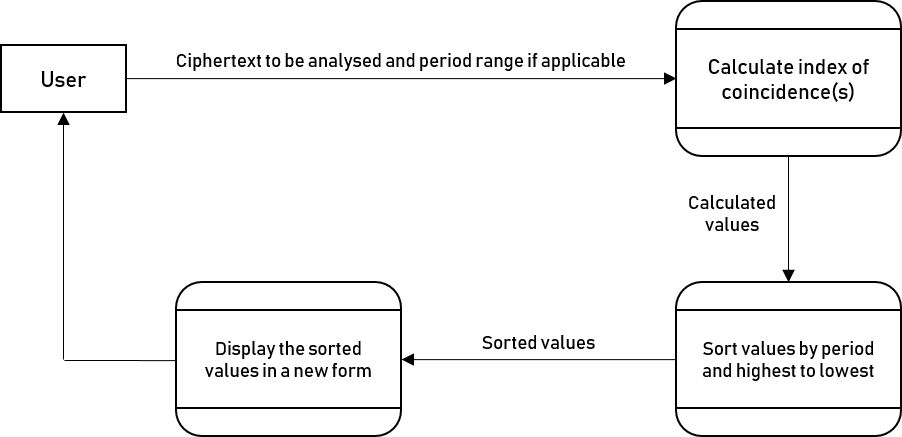 User
Ciphertext to be analysed and period range if applicable
Calculate index of
coincidence(s)
Calculated
values
Sort values by period
and highest to lowest
Sorted values
Display the sorted
values in a new form